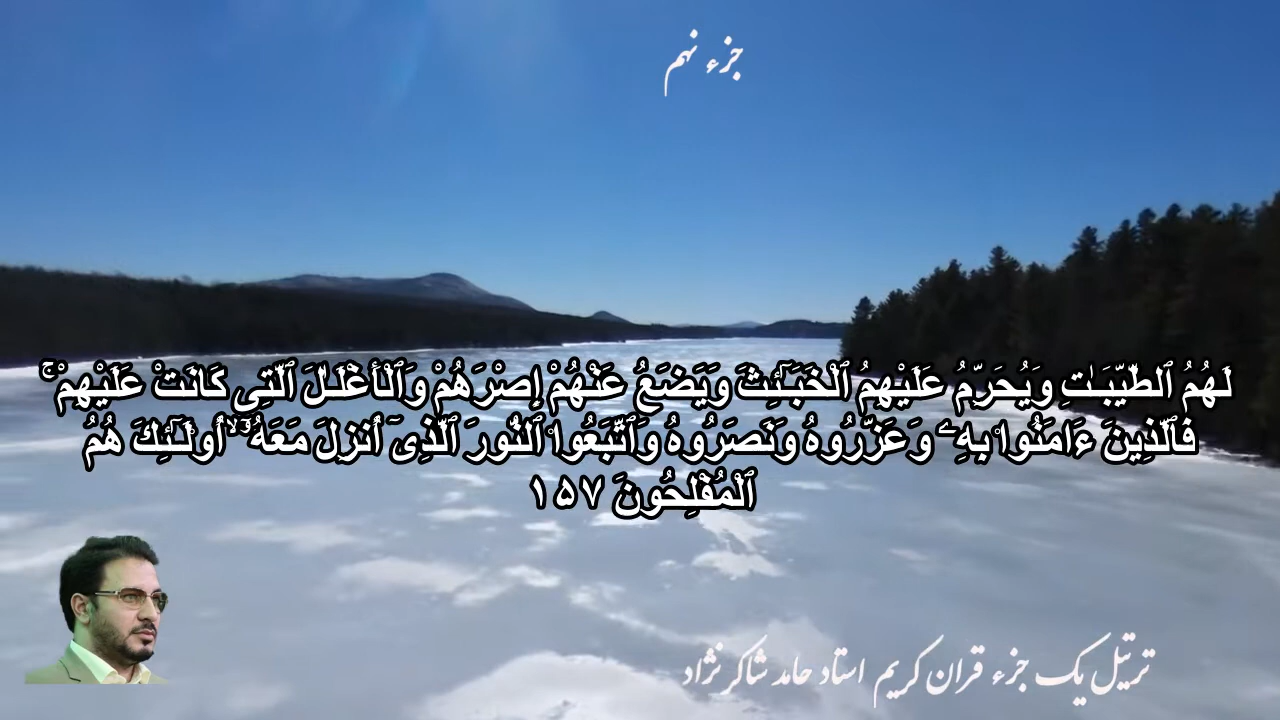 جزء نهم
لَهُمُ ٱلطَّيِّبَـٰتِ وَيُحَرِّمُ عَلَيْهِمُ ٱلْخَبَـٰٓئِثَ وَيَضَعُ عَنْهُمْ إِصْرَهُمْ وَٱلْأَغْلَـٰلَ ٱلَّتِى كَانَتْ عَلَيْهِمْ ۚ
فَٱلَّذِينَ ءَامَنُوا۟ بِهِۦ وَعَزَّرُوهُ وَنَصَرُوهُ وَٱتَّبَعُوا۟ ٱلنُّورَ ٱلَّذِىٓ أُنزِلَ مَعَهُۥٓ ۙ أُو۟لَـٰٓئِكَ هُمُ
ٱلْمُفْلِحُونَ ١٥٧
ترتیل یک جزء قران کریم استاد حامد شاکرنژاد